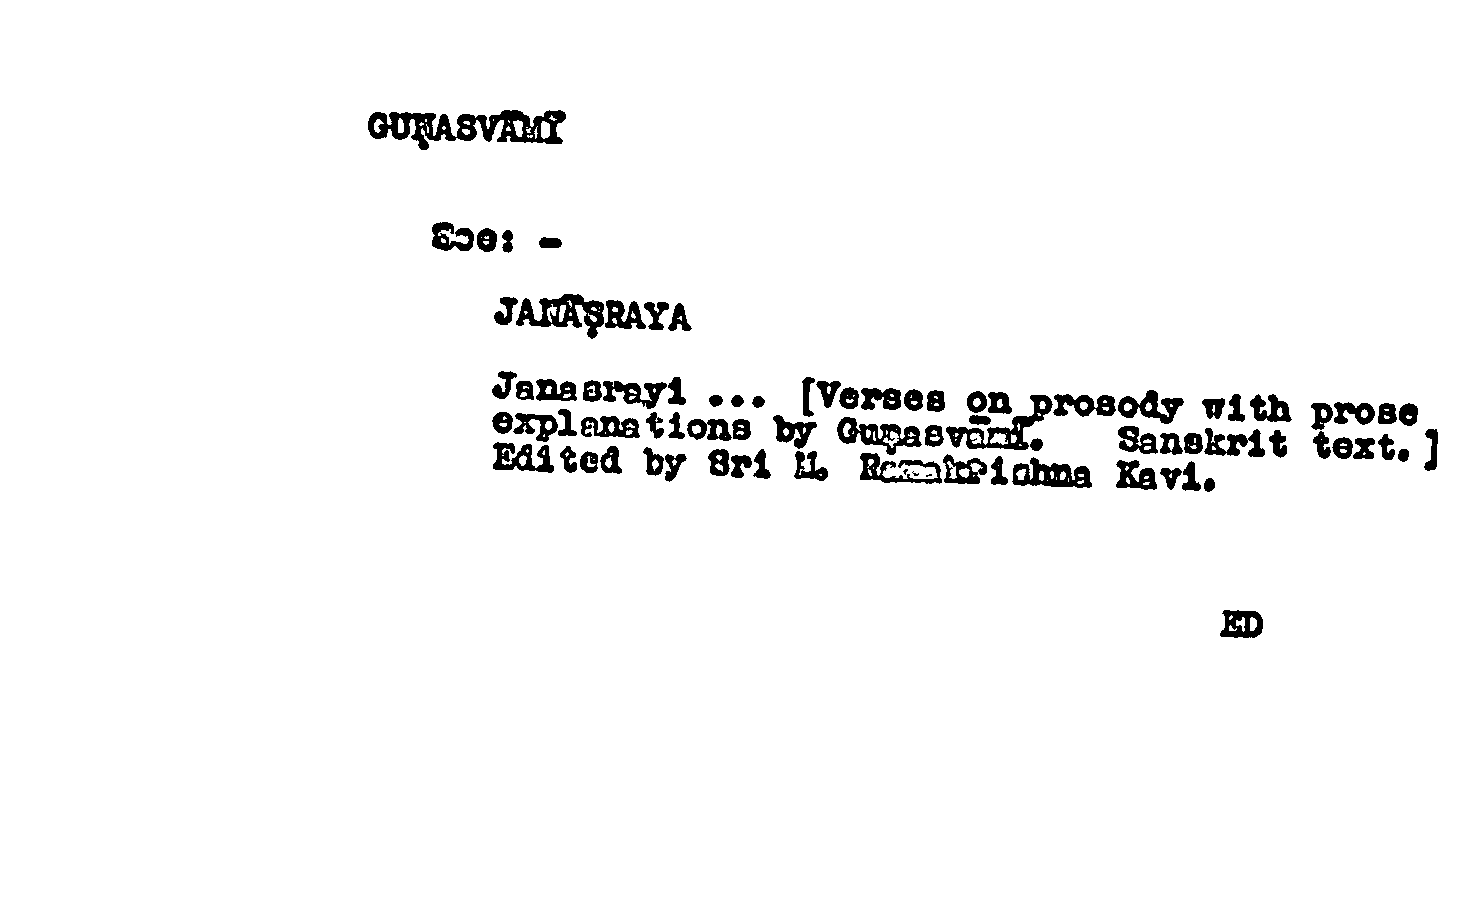 GUṆASVĀMĪ
See: -
JANĀṢRAYA
Janasrayi ... [Verses on prosody with prose
explanations by Guṇasvāmī. Sanskrit text.]
Edited by Sri M. Ramakrishna Kavi.
ED